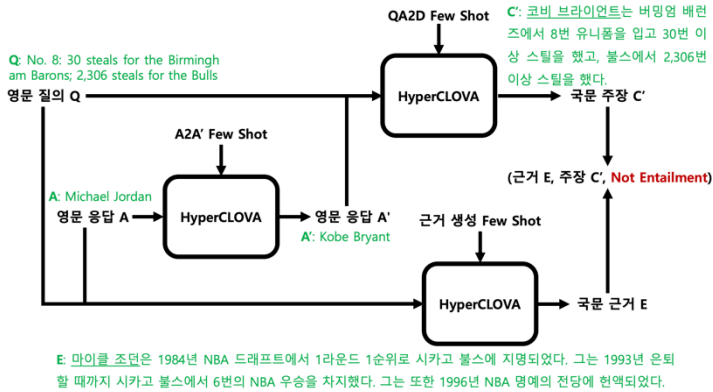 QA2D Few Shot
C’: 코비 브라이언트는 버밍엄 배런
즈에서 8번 유니폼을 입고 30번 이
상 스틸을 했고, 불스에서 2,306번
이상 스틸을 했다.
Q: No. 8: 30 steals for the Birmingh
am Barons; 2,306 steals for the Bulls
영문 질의 Q
HyperCLOVA
국문 주장 C’
A2A’ Few Shot
(근거 E, 주장 C’, Not Entailment)
A: Michael Jordan
영문 응답 A
HyperCLOVA
영문 응답 A'
A’: Kobe Bryant
근거 생성 Few Shot
HyperCLOVA
국문 근거 E
E: 마이클 조던은 1984년 NBA 드래프트에서 1라운드 1순위로 시카고 불스에 지명되었다. 그는 1993년 은퇴
할 때까지 시카고 불스에서 6번의 NBA 우승을 차지했다. 그는 또한 1996년 NBA 명예의 전당에 헌액되었다.